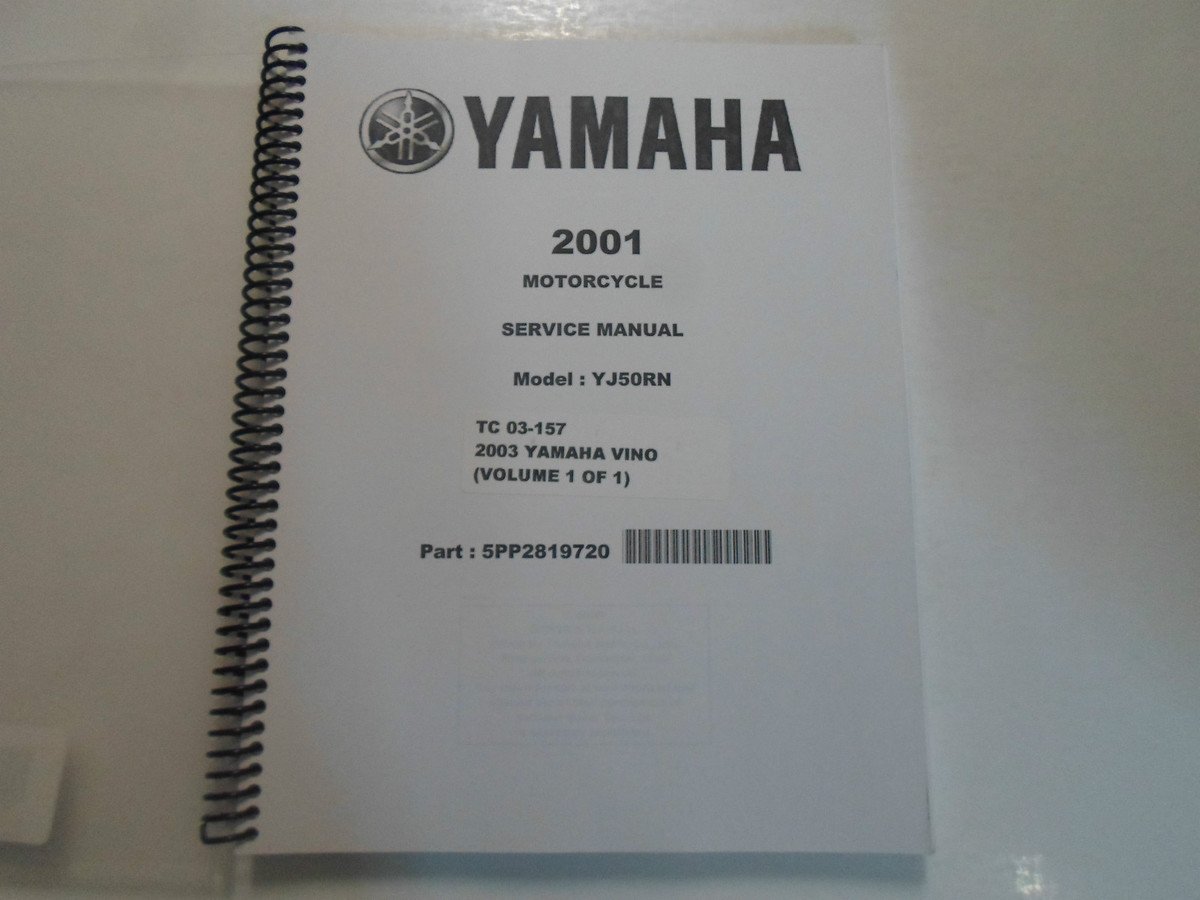 YAMAHA
2001
MOTORCYCLE
SERVICE MANUAL
Model : YJ50RN
TC 03-157
2003 YAMAHA VINO
(VOLUME 1 OF 1)
Part : 5PP2819720